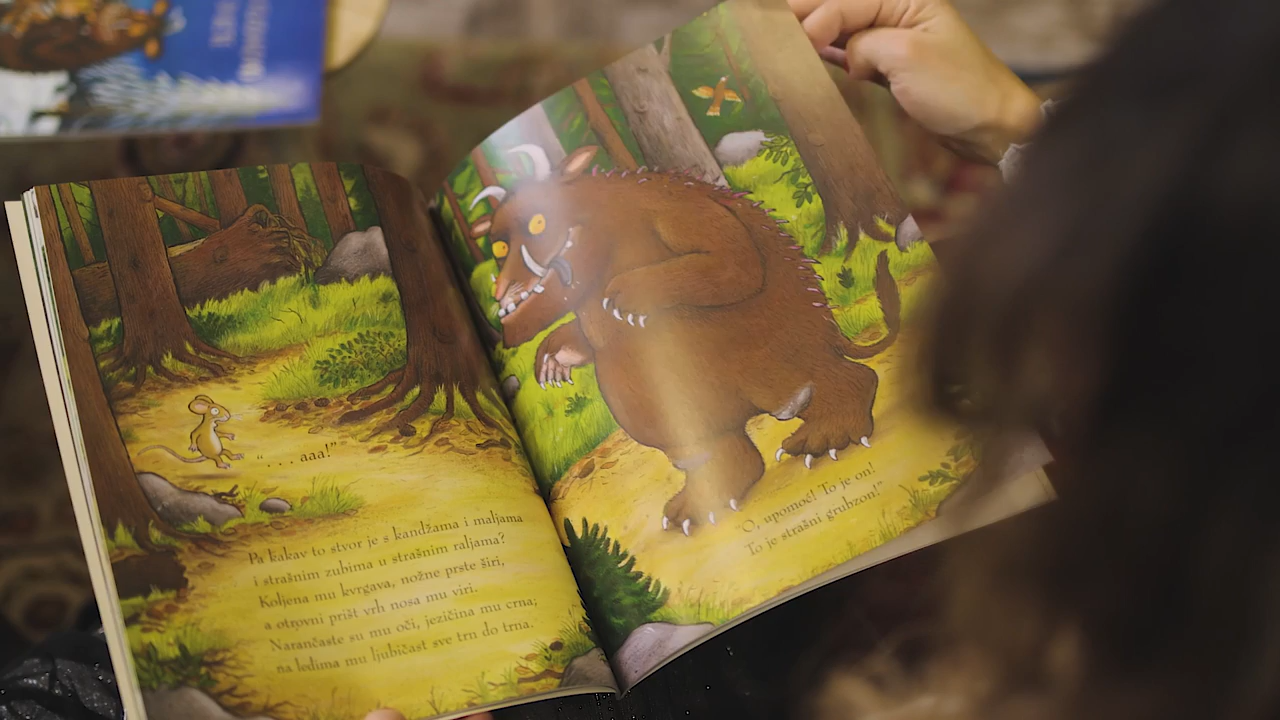 “. . . aaa!”
Pa kakav to stvor je s kandžama i maljama
i strašnim zubima u strašnim raljama?
Koljena mu kvrgava, nožne prste širi,
a otrovni prišt vrh nosa mu viri.
Narančaste su mu oči, jezičina mu crna;
na leđima mu ljubičast sve trn do trna.
“O, upomoć! To je on!
To je strašni grubzon!”